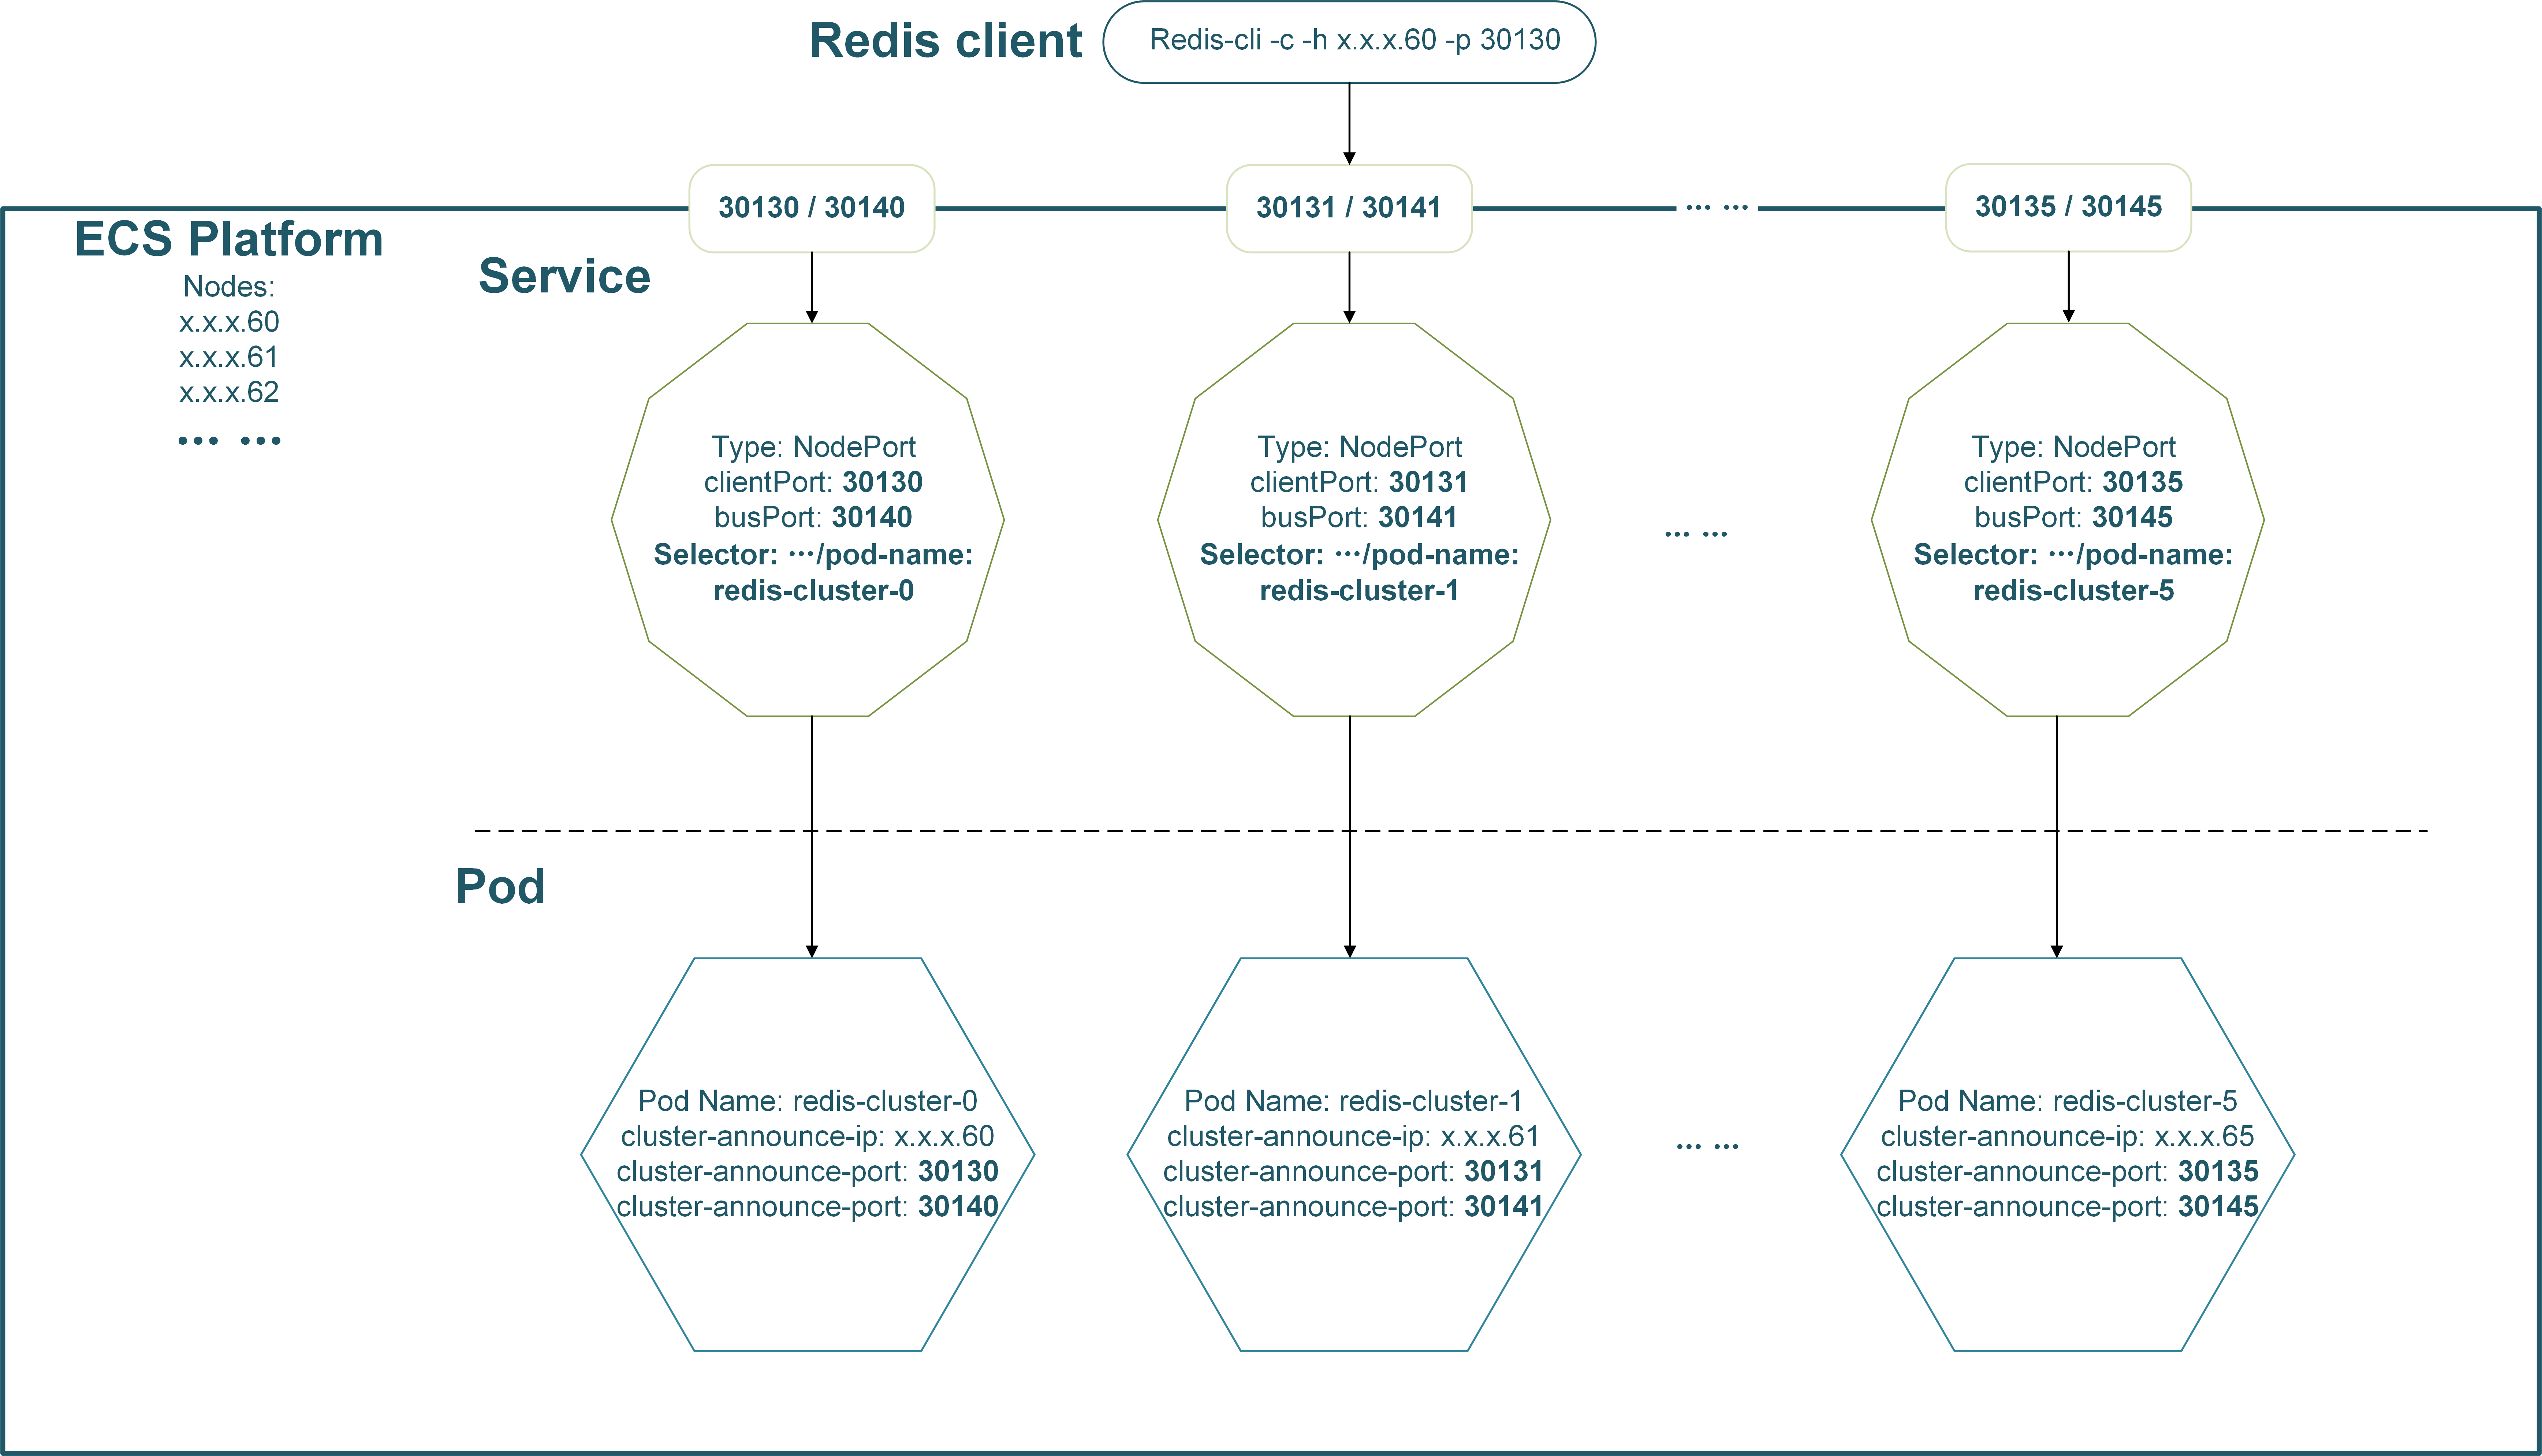 Redis client
Redis-cli -c -h x.x.x.60 -p 30130
30130 / 30140
30131 / 30141
... ...
30135 / 30145
ECS Platform
Nodes:
x.x.x.60
x.x.x.61
x.x.x.62
... ...
Service
Type: NodePort
clientPort: 30130
busPort: 30140
Selector: .../pod-name:
redis-cluster-0
Type: NodePort
clientPort: 30131
busPort: 30141
Selector: .../pod-name:
redis-cluster-1
... ...
Type: NodePort
clientPort: 30135
busPort: 30145
Selector: .../pod-name:
redis-cluster-5
Pod
Pod Name: redis-cluster-0
cluster-announce-ip: x.x.x.60
cluster-announce-port: 30130
cluster-announce-port: 30140
Pod Name: redis-cluster-1
cluster-announce-ip: x.x.x.61
cluster-announce-port: 30131
cluster-announce-port: 30141
... ...
Pod Name: redis-cluster-5
cluster-announce-ip: x.x.x.65
cluster-announce-port: 30135
cluster-announce-port: 30145